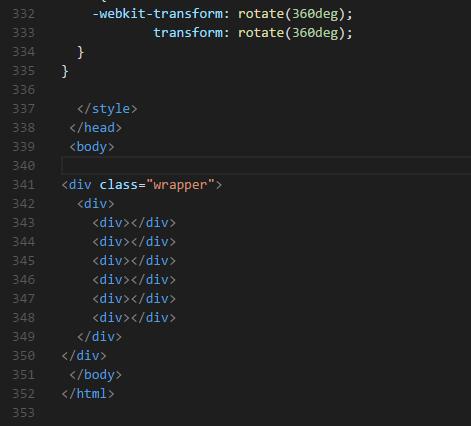 332     -webkit-transform: rotate(360deg);
333             transform: rotate(360deg);
334   }
335 }
336
337   </style>
338  </head>
339  <body>
340
341 <div class="wrapper">
342   <div>
343     <div></div>
344     <div></div>
345     <div></div>
346     <div></div>
347     <div></div>
348     <div></div>
349   </div>
350 </div>
351  </body>
352 </html>
353